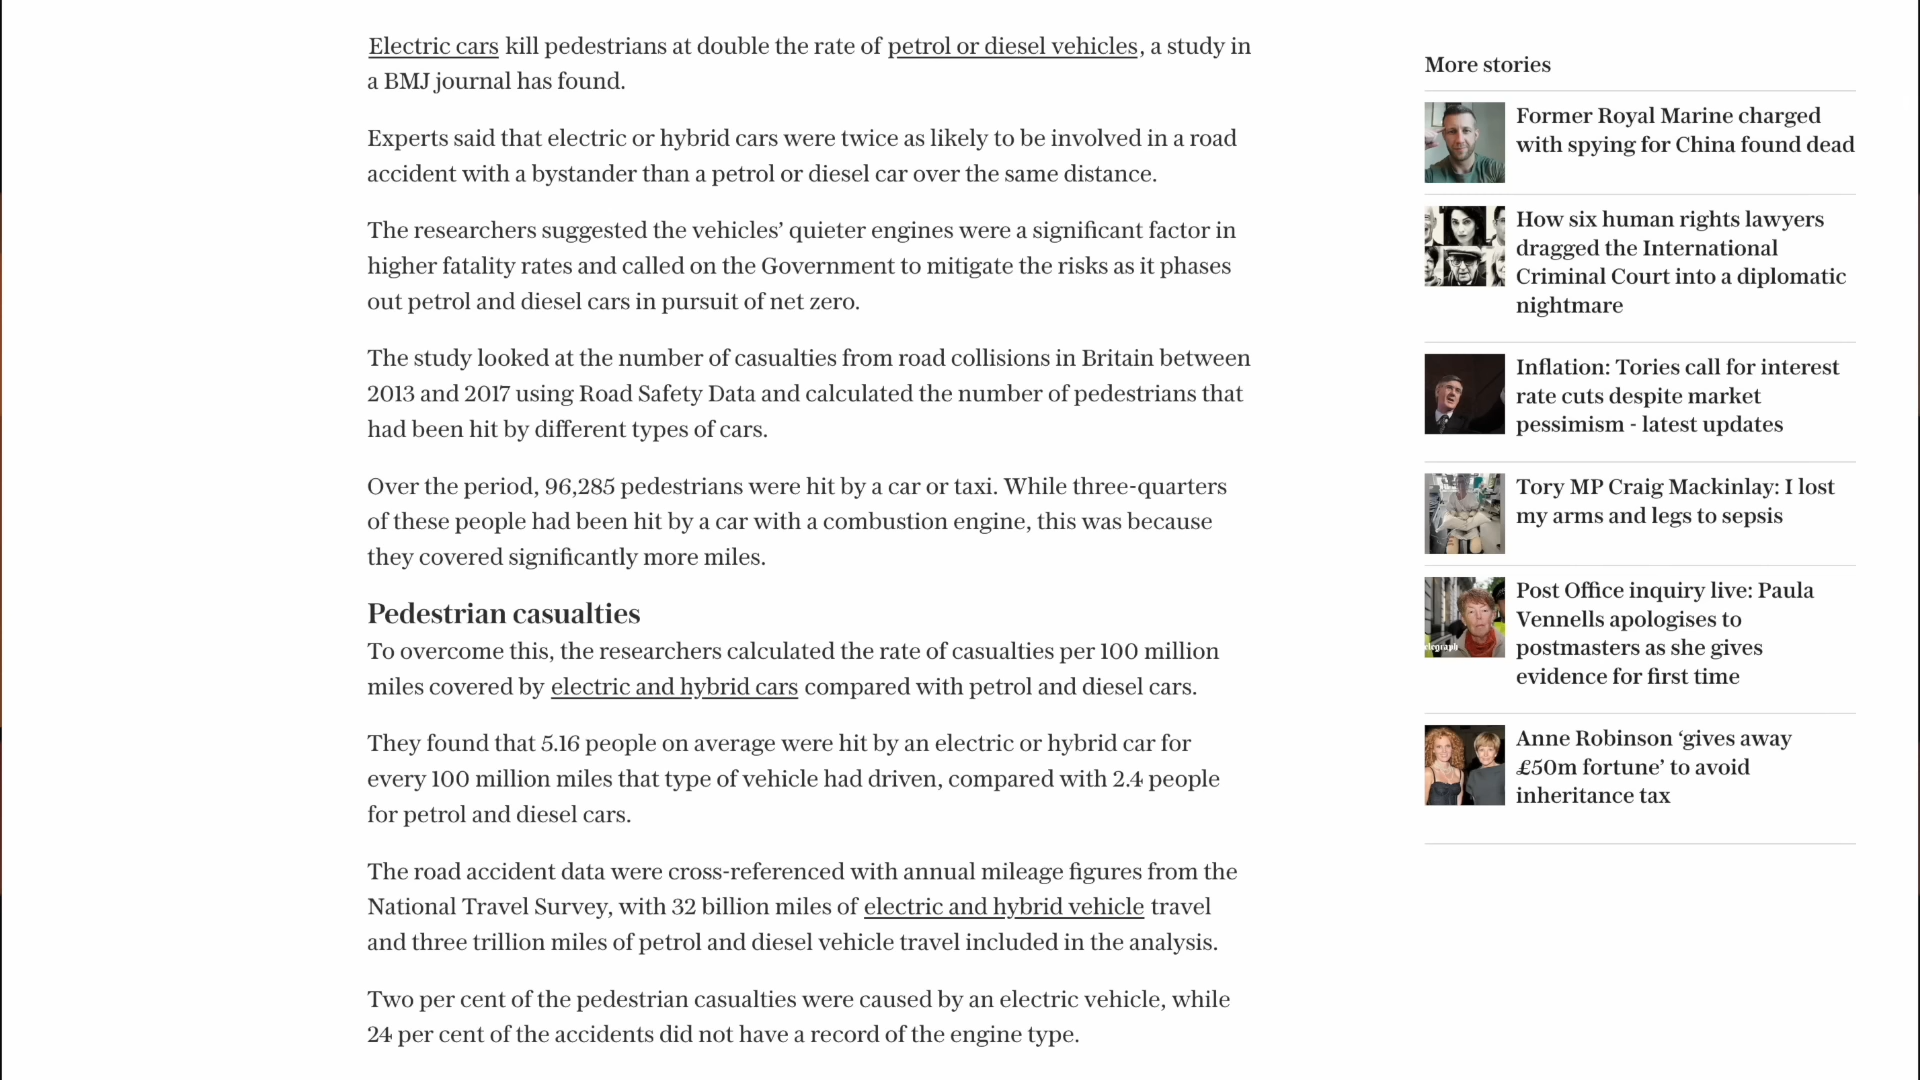 Electric cars kill pedestrians at double the rate of petrol or diesel vehicles, a study in
a BMJ journal has found.
Experts said that electric or hybrid cars were twice as likely to be involved in a road
accident with a bystander than a petrol or diesel car over the same distance.
The researchers suggested the vehicles’ quieter engines were a significant factor in
higher fatality rates and called on the Government to mitigate the risks as it phases
out petrol and diesel cars in pursuit of net zero.
The study looked at the number of casualties from road collisions in Britain between
2013 and 2017 using Road Safety Data and calculated the number of pedestrians that
had been hit by different types of cars.
Over the period, 96,285 pedestrians were hit by a car or taxi. While three-quarters
of these people had been hit by a car with a combustion engine, this was because
they covered significantly more miles.
Pedestrian casualties
To overcome this, the researchers calculated the rate of casualties per 100 million
miles covered by electric and hybrid cars compared with petrol and diesel cars.
They found that 5.16 people on average were hit by an electric or hybrid car for
every 100 million miles that type of vehicle had driven, compared with 2.4 people
for petrol and diesel cars.
The road accident data were cross-referenced with annual mileage figures from the
National Travel Survey, with 32 billion miles of electric and hybrid vehicle travel
and three trillion miles of petrol and diesel vehicle travel included in the analysis.
Two per cent of the pedestrian casualties were caused by an electric vehicle, while
24 per cent of the accidents did not have a record of the engine type.
More stories
Former Royal Marine charged
with spying for China found dead
How six human rights lawyers
dragged the International
Criminal Court into a diplomatic
nightmare
Inflation: Tories call for interest
rate cuts despite market
pessimism - latest updates
Tory MP Craig Mackinlay: I lost
my arms and legs to sepsis
Post Office inquiry live: Paula
Vennells apologises to
postmasters as she gives
evidence for first time
elegraph
Anne Robinson ‘gives away
£50m fortune’ to avoid
inheritance tax